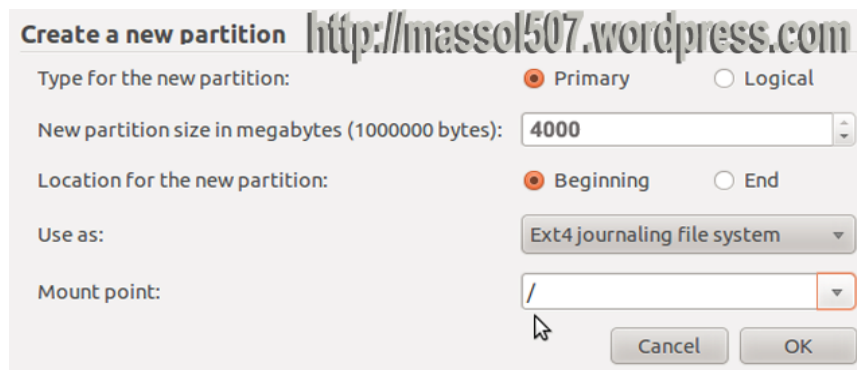 Create a new partition http://massol507.wordpress.com
Type for the new partition: Primary Logical
New partition size in megabytes (1000000 bytes): 4000
Location for the new partition: Beginning End
Use as: Ext4 journaling file system
Mount point: /
Cancel OK